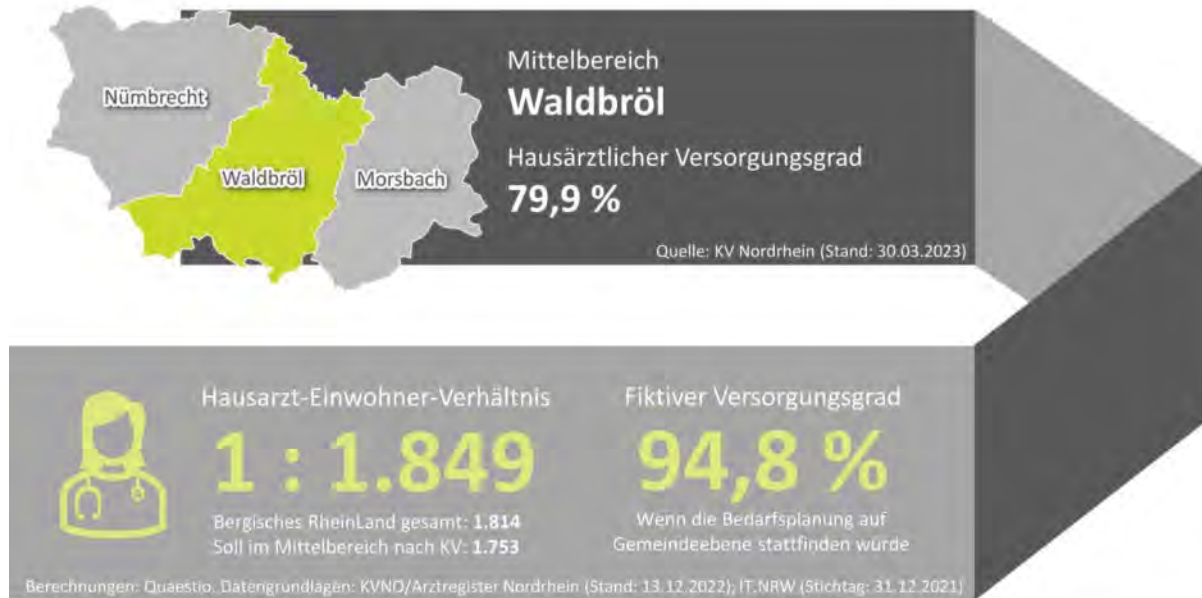 Nümbrecht
Waldbröl
Morsbach
Mittelbereich
Waldbröl
Hausärztlicher Versorgungsgrad
79,9 %
Quelle: KV Nordrhein (Stand: 30.03.2023)
Hausarzt-Einwohner-Verhältnis
1 : 1.849
Bergisches RheinLand gesamt: 1.814
Soll im Mittelbereich nach KV: 1.753
Fiktiver Versorgungsgrad
94,8 %
Wenn die Bedarfsplanung auf
Gemeindeebene stattfinden würde
Berechnungen: Quaestio. Datengrundlagen: KVNO/Arztregister Nordrhein (Stand: 13.12.2022); IT.NRW (Stichtag: 31.12.2021)